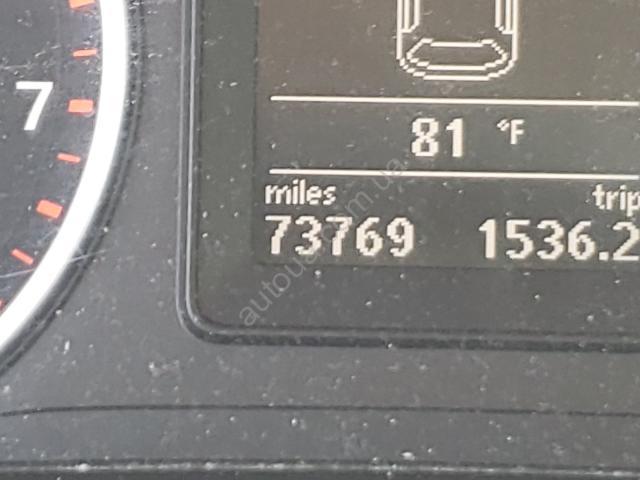 7
81 °F
miles trip
73769 1536.2
autoua.com.ua